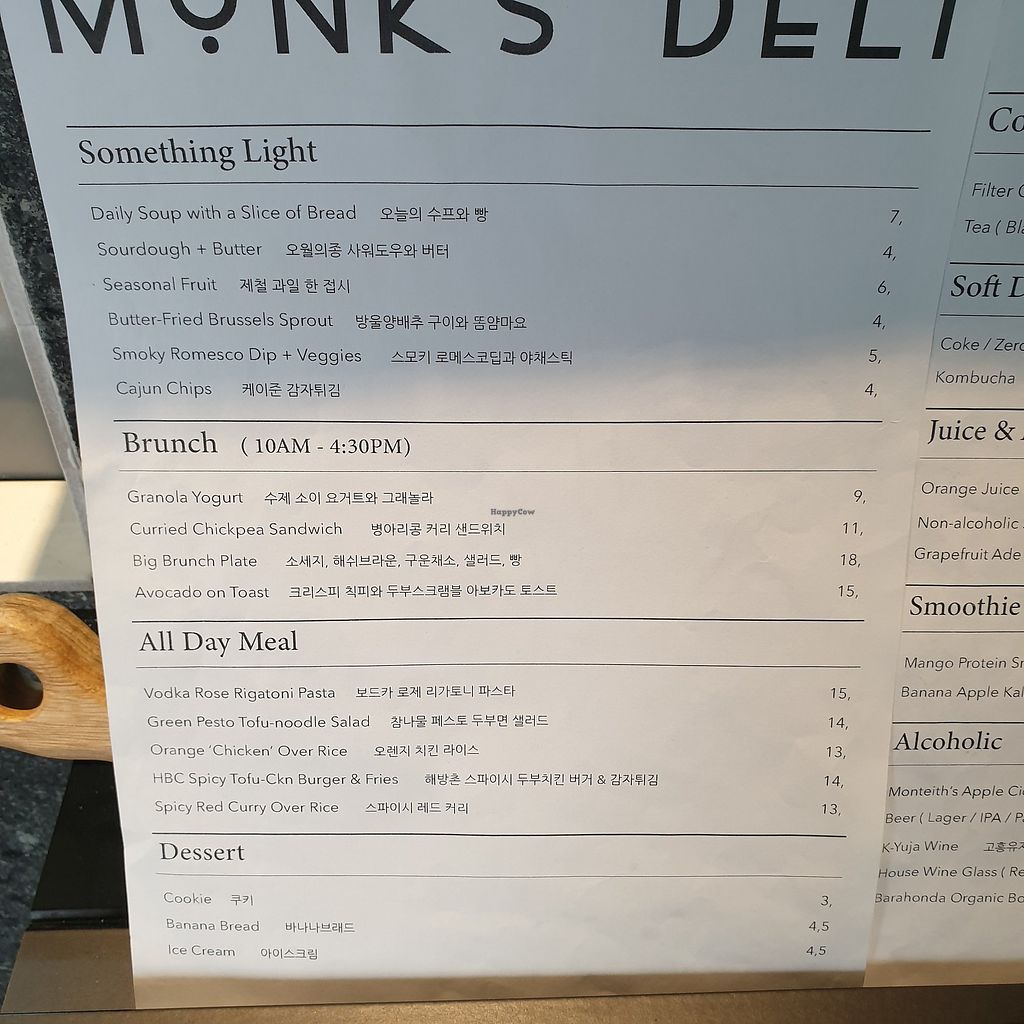 MONK'S DELI
Something Light
Daily Soup with a Slice of Bread 오늘의 수프와 빵 7,
Sourdough + Butter 오월의종 사워도우와 버터 4,
Seasonal Fruit 제철 과일 한 접시 6,
Butter-Fried Brussels Sprout 방울양배추 구이와 똠얌마요 4,
Smoky Romesco Dip + Veggies 스모키 로메스코딥과 야채스틱 5,
Cajun Chips 케이준 감자튀김 4,
Brunch ( 10AM - 4:30PM)
Granola Yogurt 수제 소이 요거트와 그래놀라 9,
HappyCow
Curried Chickpea Sandwich 병아리콩 커리 샌드위치 11,
Big Brunch Plate 소세지, 해쉬브라운, 구운채소, 샐러드, 빵 18,
Avocado on Toast 크리스피 칙피와 두부스크램블 아보카도 토스트 15,
All Day Meal
Vodka Rose Rigatoni Pasta 보드카 로제 리가토니 파스타 15,
Green Pesto Tofu-noodle Salad 참나물 페스토 두부면 샐러드 14,
Orange 'Chicken' Over Rice 오렌지 치킨 라이스 13,
HBC Spicy Tofu-Ckn Burger & Fries 해방촌 스파이시 두부치킨 버거 & 감자튀김 14,
Spicy Red Curry Over Rice 스파이시 레드 커리 13,
Dessert
Cookie 쿠키 3,
Banana Bread 바나나브래드 4,5
Ice Cream 아이스크림 4,5
Co
Filter
Tea ( Bla
Soft D
Coke / Zero
Kombucha
Juice &
Orange Juice
Non-alcoholic
Grapefruit Ade
Smoothie
Mango Protein Sm
Banana Apple Kal
Alcoholic
Monteith's Apple Ci
Beer ( Lager / IPA / Pa
K-Yuja Wine 고흥유자
House Wine Glass ( Re
Barahonda Organic Bo